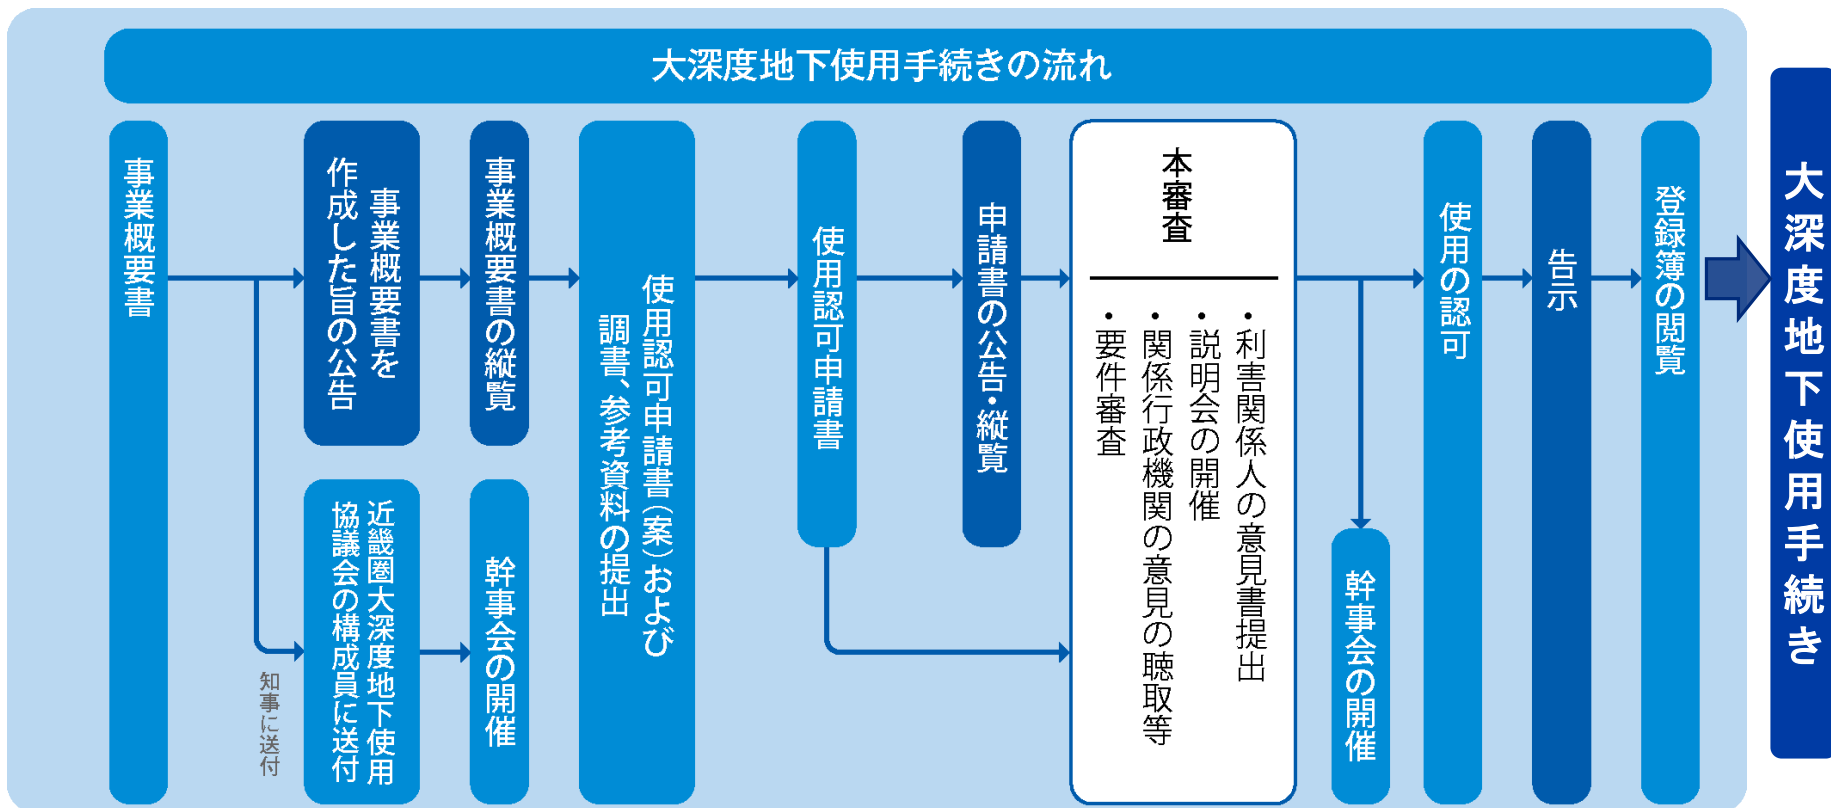 大深度地下使用手続きの流れ
事業概要書
知事に送付
事業概要書を
作成した旨の公告
近畿圏大深度地下使用
協議会の構成員に送付
事業概要書の縦覧
幹事会の開催
使用認可申請書(案)および
調書、参考資料の提出
使用認可申請書
申請書の公告・縦覧
本審査
・利害関係人の意見書提出
・説明会の開催
・関係行政機関の意見の聴取等
・要件審査
幹事会の開催
使用の認可
告示
登録簿の閲覧
大深度地下使用手続き